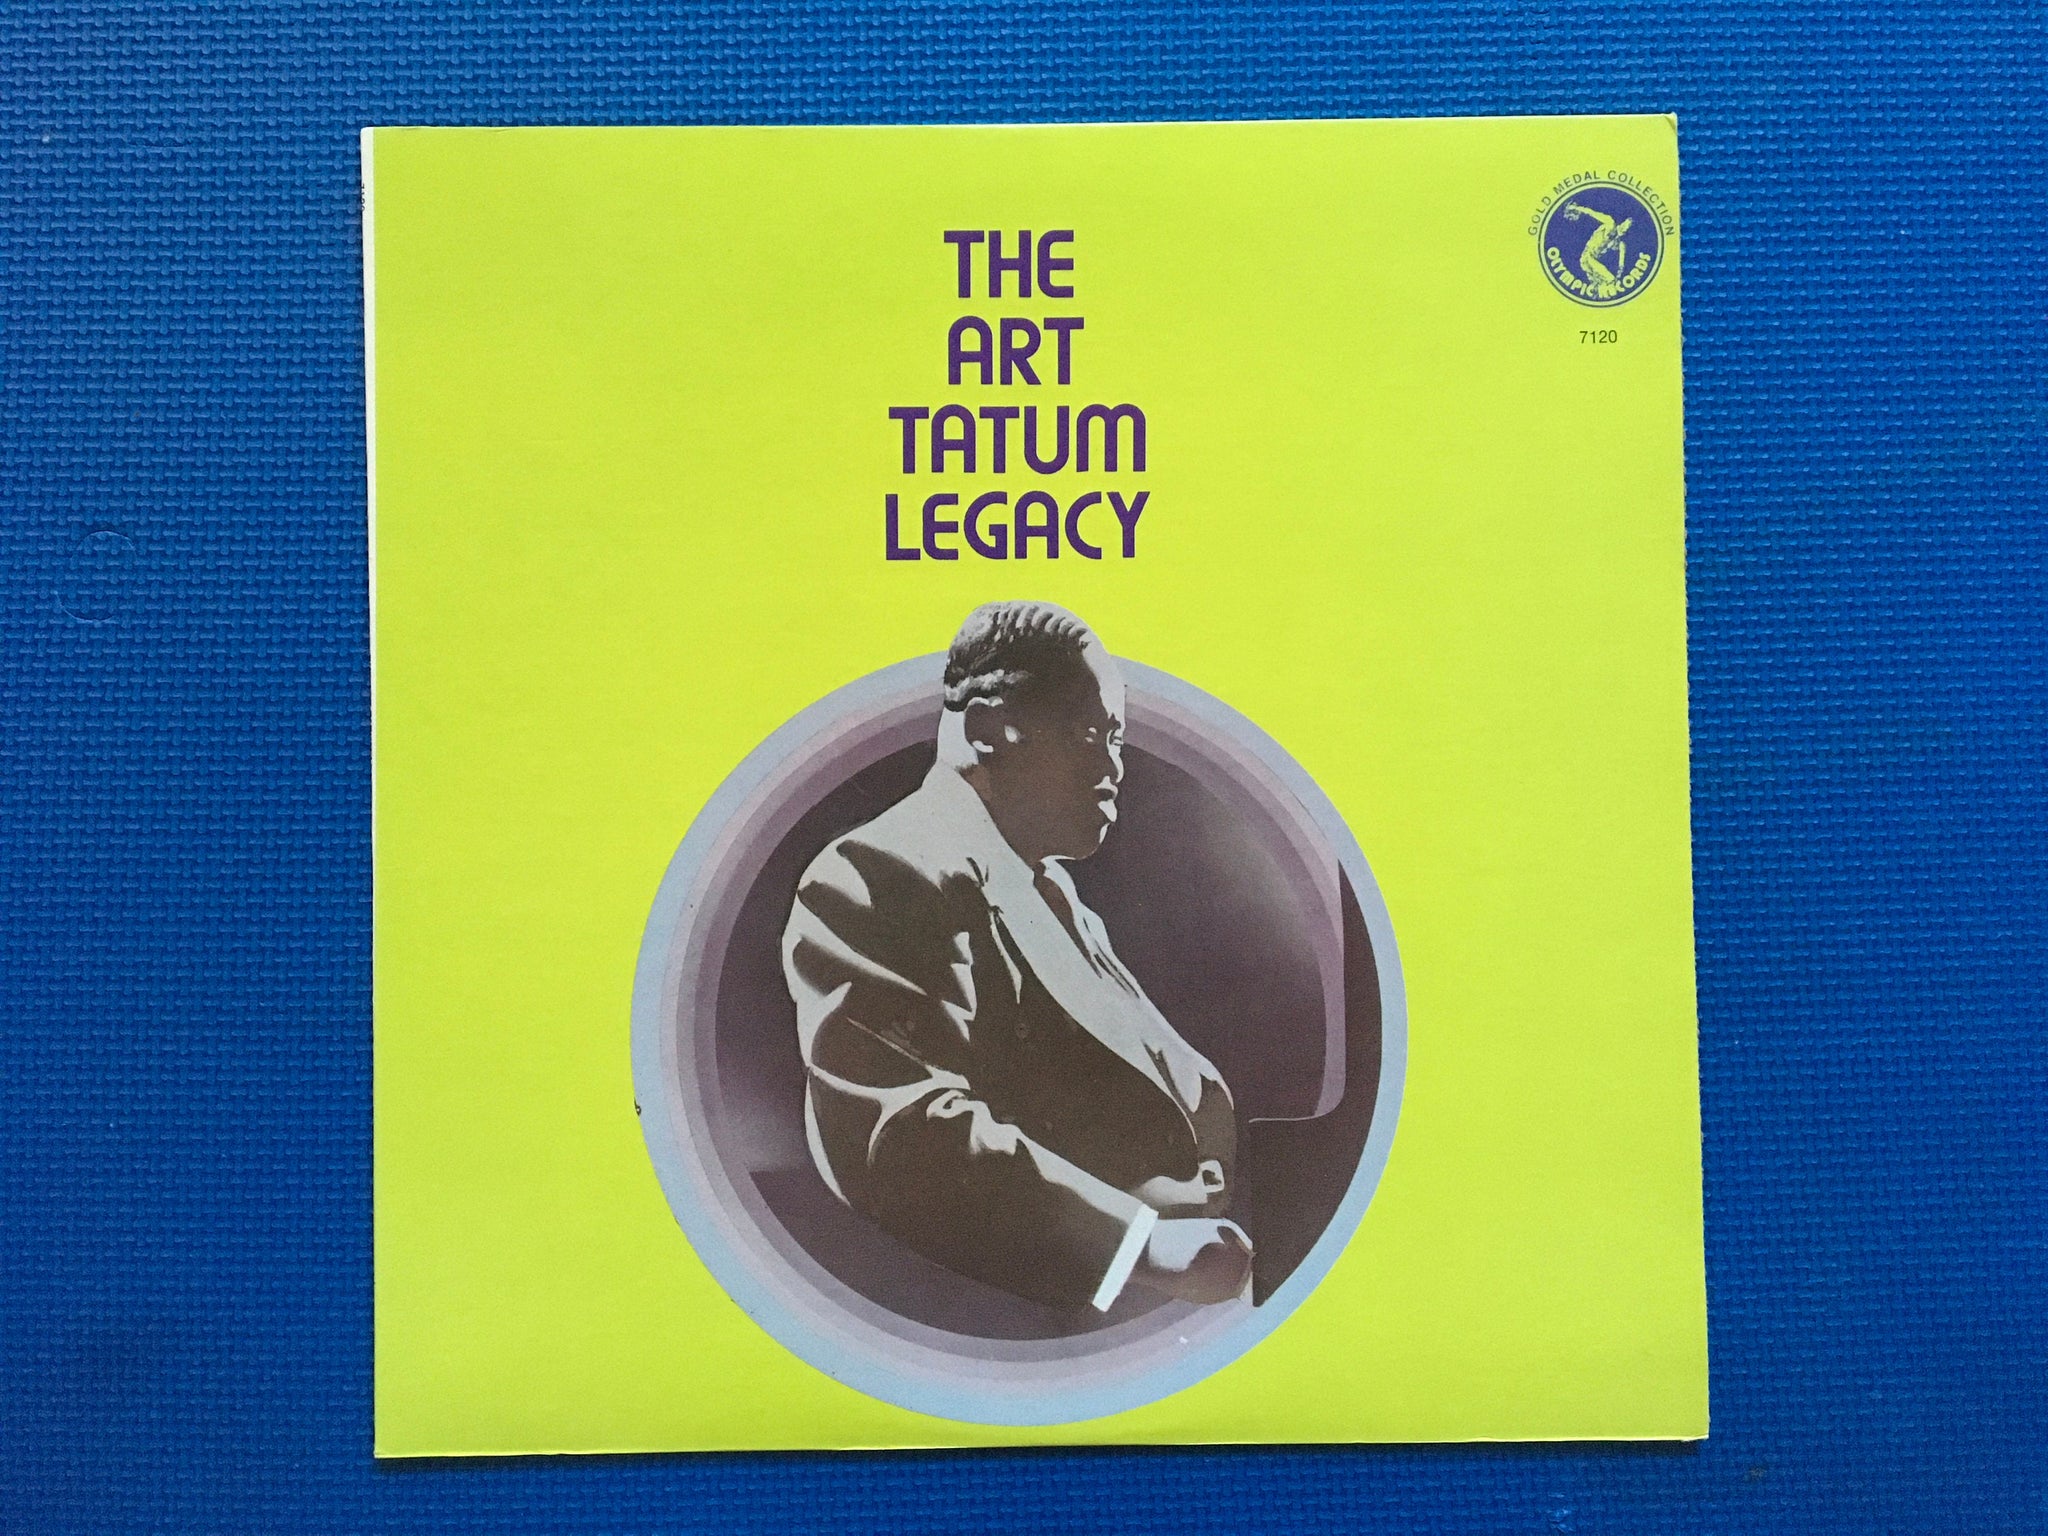 THE
ART
TATUM
LEGACY
GOLD MEDAL COLLECTION
OLYMPIC RECORDS
7120